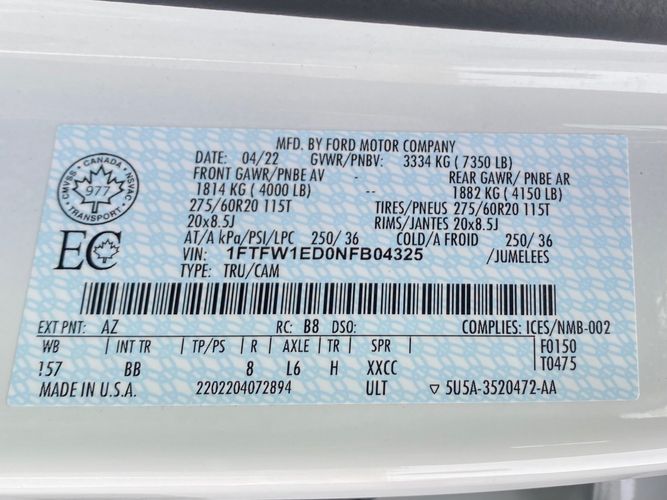 MFD. BY FORD MOTOR COMPANY
DATE: 04/22 GVWR/PNBV: 3334 KG ( 7350 LB)
FRONT GAWR/PNBE AV - REAR GAWR/ PNBE AR
1814 KG ( 4000 LB) -- 1882 KG ( 4150 LB)
275/60R20 115T TIRES/PNEUS 275/60R20 115T
20x8.5J RIMS/JANTES 20x8.5J
AT/A kPa/PSI/LPC 250/ 36 COLD/A FROID 250/ 36
VIN: 1FTFW1ED0NFB04325 /JUMELEES
TYPE: TRU/CAM
CMVSS · CANADA · NSVAC
977
TRANSPORT
EC
EXT PNT: AZ RC: B8 DSO: COMPLIES: ICES/NMB-002
WB | INT TR | TP/PS | R | AXLE | TR | SPR F0150
157 BB 8 L6 H XXCC T0475
MADE IN U.S.A. 2202204072894 ULT ▽ 5U5A-3520472-AA